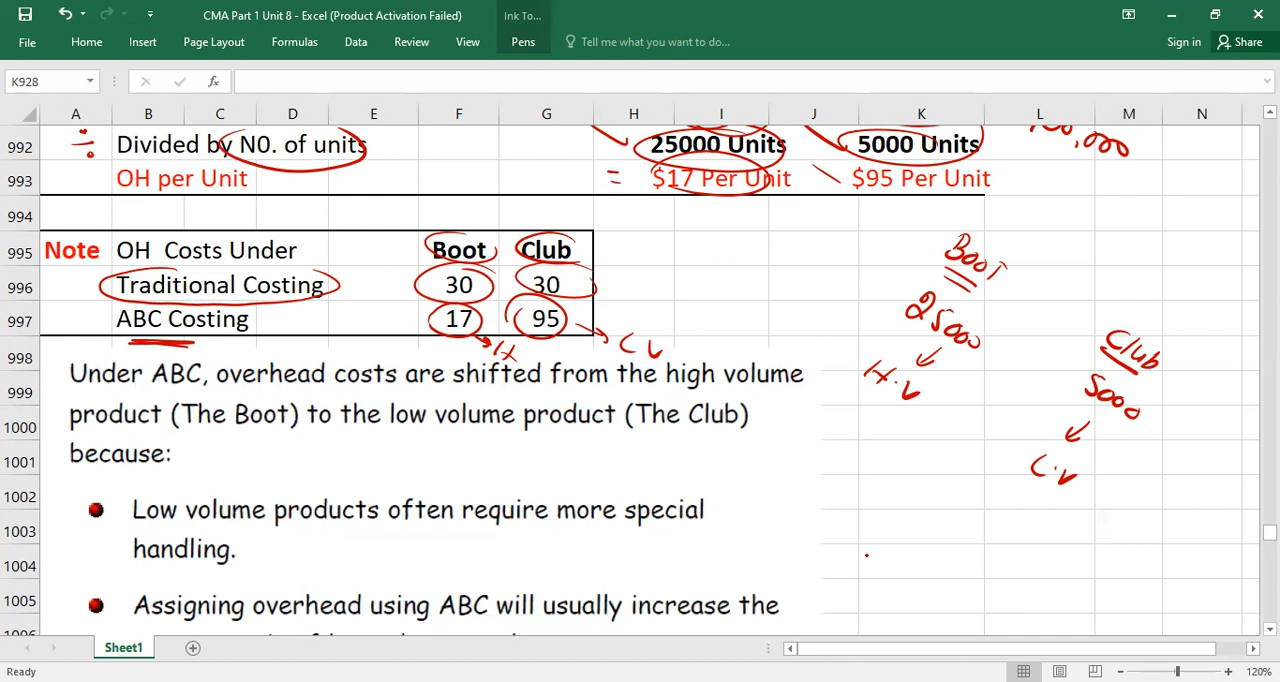 CMA Part 1 Unit 8 - Excel (Product Activation Failed)
Ink To...
File Home Insert Page Layout Formulas Data Review View Pens Tell me what you want to do... Sign in Share
K928
fx
A B C D E F G H I J K L M N
992 Divided by N0. of units 25000 Units 5000 Units
993 OH per Unit = $17 Per Unit $95 Per Unit
994
995 Note OH Costs Under Boot Club
996 Traditional Costing 30 30
997 ABC Costing 17 95
998
999
1000
1001
1002
1003
1004
1005
Under ABC, overhead costs are shifted from the high volume
product (The Boot) to the low volume product (The Club)
because:
Low volume products often require more special
handling.
Assigning overhead using ABC will usually increase the
Boot
25000
H.V
Club
5000
Sheet1
Ready
120%